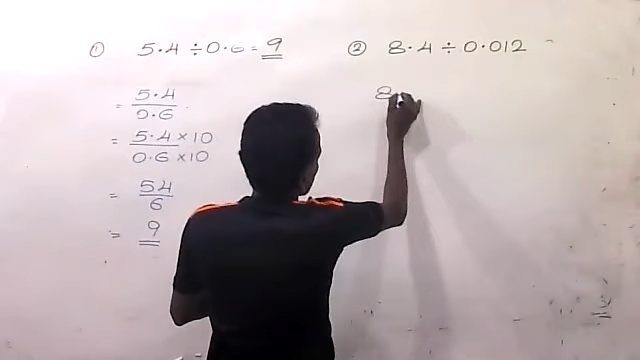 ① 5.4 ÷ 0.6 = 9
= 5.4
0.6
= 5.4 × 10
0.6 × 10
= 54
6
= 9
② 8.4 ÷ 0.012
8